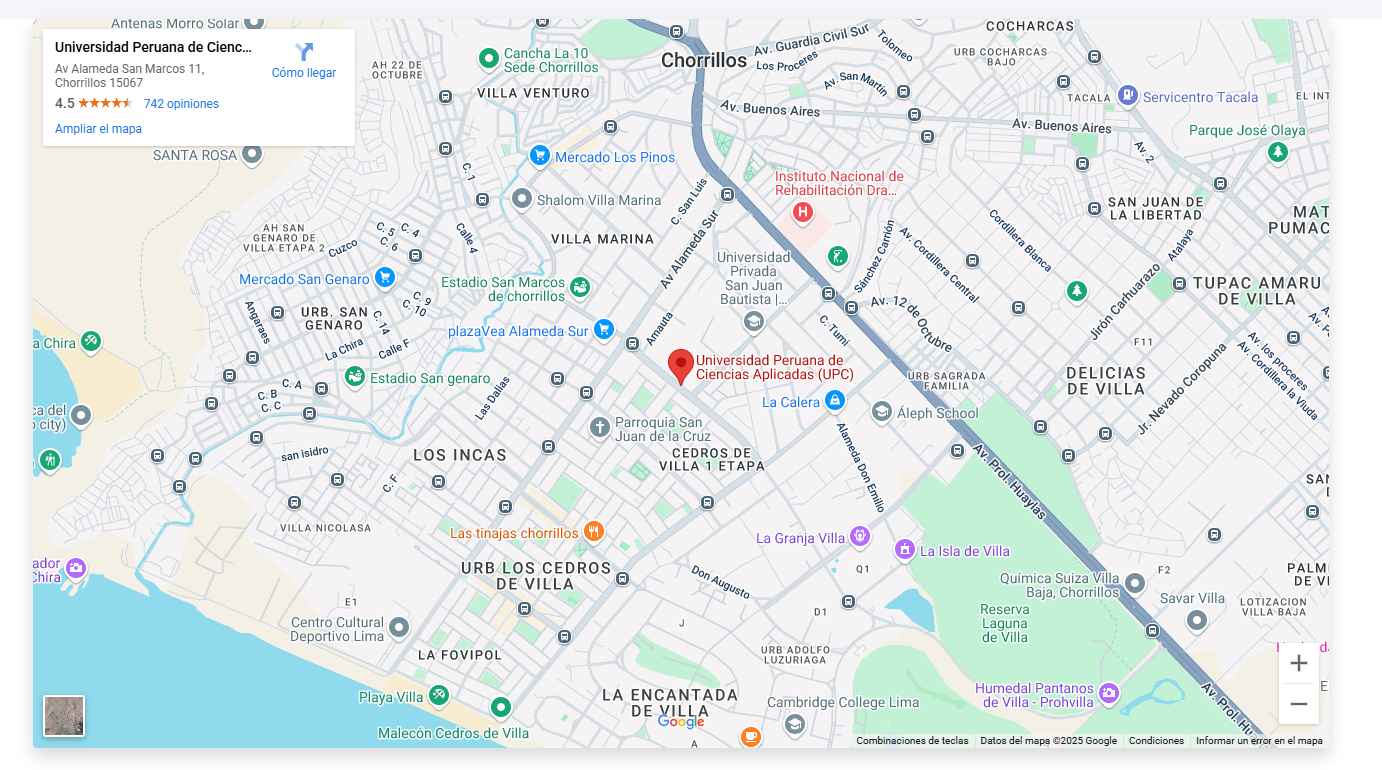 Antenas Morro Solar
Universidad Peruana de Cienc...
Av Alameda San Marcos 11,
Chorrillos 15067
4.5
742 opiniones
Ampliar el mapa
Cómo llegar
AH 22 DE
OCTUBRE
Cancha La 10
Sede Chorrillos
VILLA VENTURO
Chorrillos
Av. Guardia Civil Sur
Tolomeo
Los Proceres
Av. San Martín
COCHARCAS
URB COCHARCAS
BAJO
TACALA
Servicentro Tacala
EL INT
Av. Buenos Aires
Av. Buenos Aires
Parque José Olaya
Av. 2
SANTA ROSA
Mercado Los Pinos
C. 1
Shalom Villa Marina
C. San Luis
Instituto Nacional de
Rehabilitación Dra...
SAN JUAN DE
LA LIBERTAD
MAT
PUMAC
AH SAN
GENARO DE
VILLA ETAPA 2
Cuzco
C. 5
C. 4
C. 6
Calle 4
VILLA MARINA
Av Alameda Sur
Universidad
Privada
San Juan
Bautista |...
Sánchez Carrión
Av. Cordillera Central
Cordillera Blanca
Atalaya
Jirón Carhuarazo
TUPAC AMARU
DE VILLA
Mercado San Genaro
Estadio San Marcos
de chorrillos
C. 9
C. 10
Angaraes
URB. SAN
GENARO
C. 14
plazaVea Alameda Sur
Amauta
C. Tumi
Av. 12 de Octubre
La Chira
Calle F
a Chira
F11
Av. los proceres
Av. Cordillera de la Viuda
Av. P
Universidad Peruana de
Ciencias Aplicadas (UPC)
Estadio San genaro
C. A
C. B
C. C
Las Dalias
URB SAGRADA
FAMILIA
DELICIAS
DE VILLA
Jr. Nevado Coropuna
La Calera
Áleph School
ca del
city)
Parroquia San
Juan de la Cruz
Alameda Don Emilio
san isidro
LOS INCAS
CEDROS DE
VILLA 1 ETAPA
Av. Prol. Huaylas
C. F
SAN
DE
VILLA NICOLASA
Las tinajas chorrillos
La Granja Villa
La Isla de Villa
ador
Chira
URB LOS CEDROS
DE VILLA
Don Augusto
Q1
Química Suiza Villa
Baja, Chorrillos
F2
PALM
DE VI
Savar Villa
LOTIZACION
VILLA BAJA
E1
D1
Reserva
Laguna
de Villa
Centro Cultural
Deportivo Lima
J
LA FOVIPOL
URB ADOLFO
LUZURIAGA
Playa Villa
LA ENCANTADA
DE VILLA
Humedal Pantanos
de Villa - Prohvilla
Cambridge College Lima
E
Av. Prol. Hu
Malecón Cedros de Villa
Google
A
Combinaciones de teclas
Datos del mapa ©2025 Google
Condiciones
Informar un error en el mapa